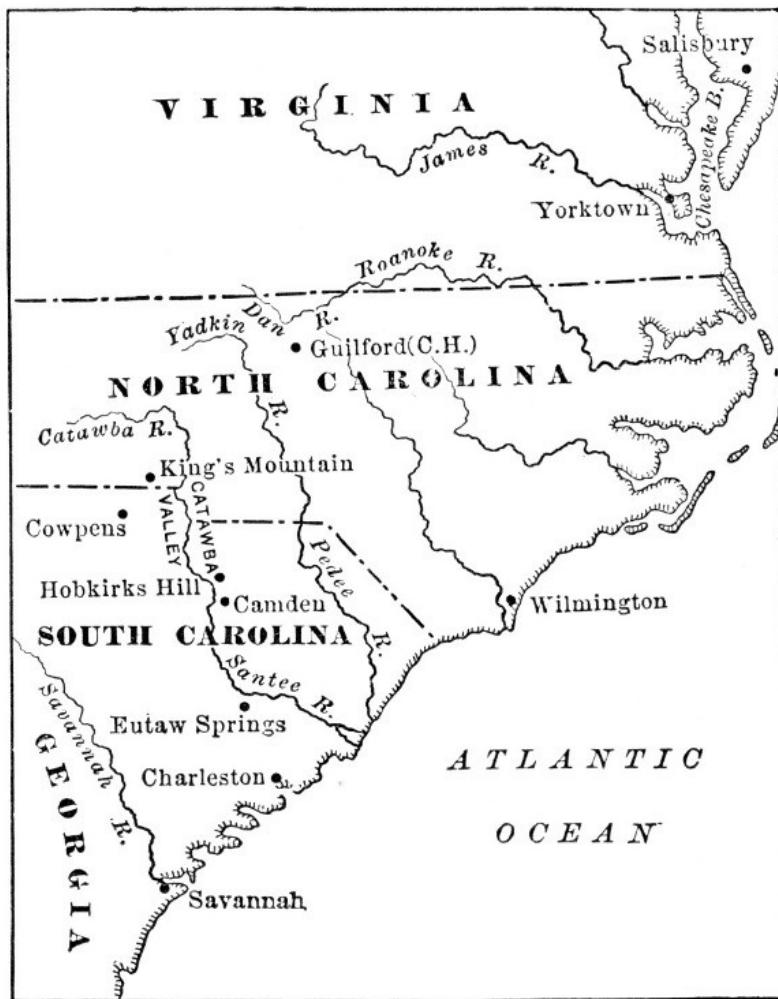 Salisbury
VIRGINIA
Chesapeake B.
James R.
Yorktown
Roanoke R.
Dan R.
Yadkin R.
Guilford(C.H.)
NORTH CAROLINA
Catawba R.
King's Mountain
CATAWBA
VALLEY
Cowpens
Pedee R.
Hobkirks Hill
Camden
Wilmington
SOUTH CAROLINA
Santee R.
Savannah R.
Eutaw Springs
GEORGIA
Charleston
ATLANTIC
OCEAN
Savannah